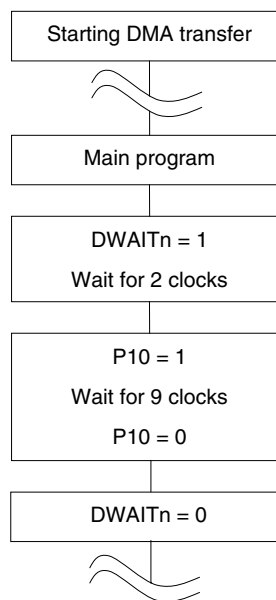 Starting DMA transfer
Main program
DWAITn = 1
Wait for 2 clocks
P10 = 1
Wait for 9 clocks
P10 = 0
DWAITn = 0